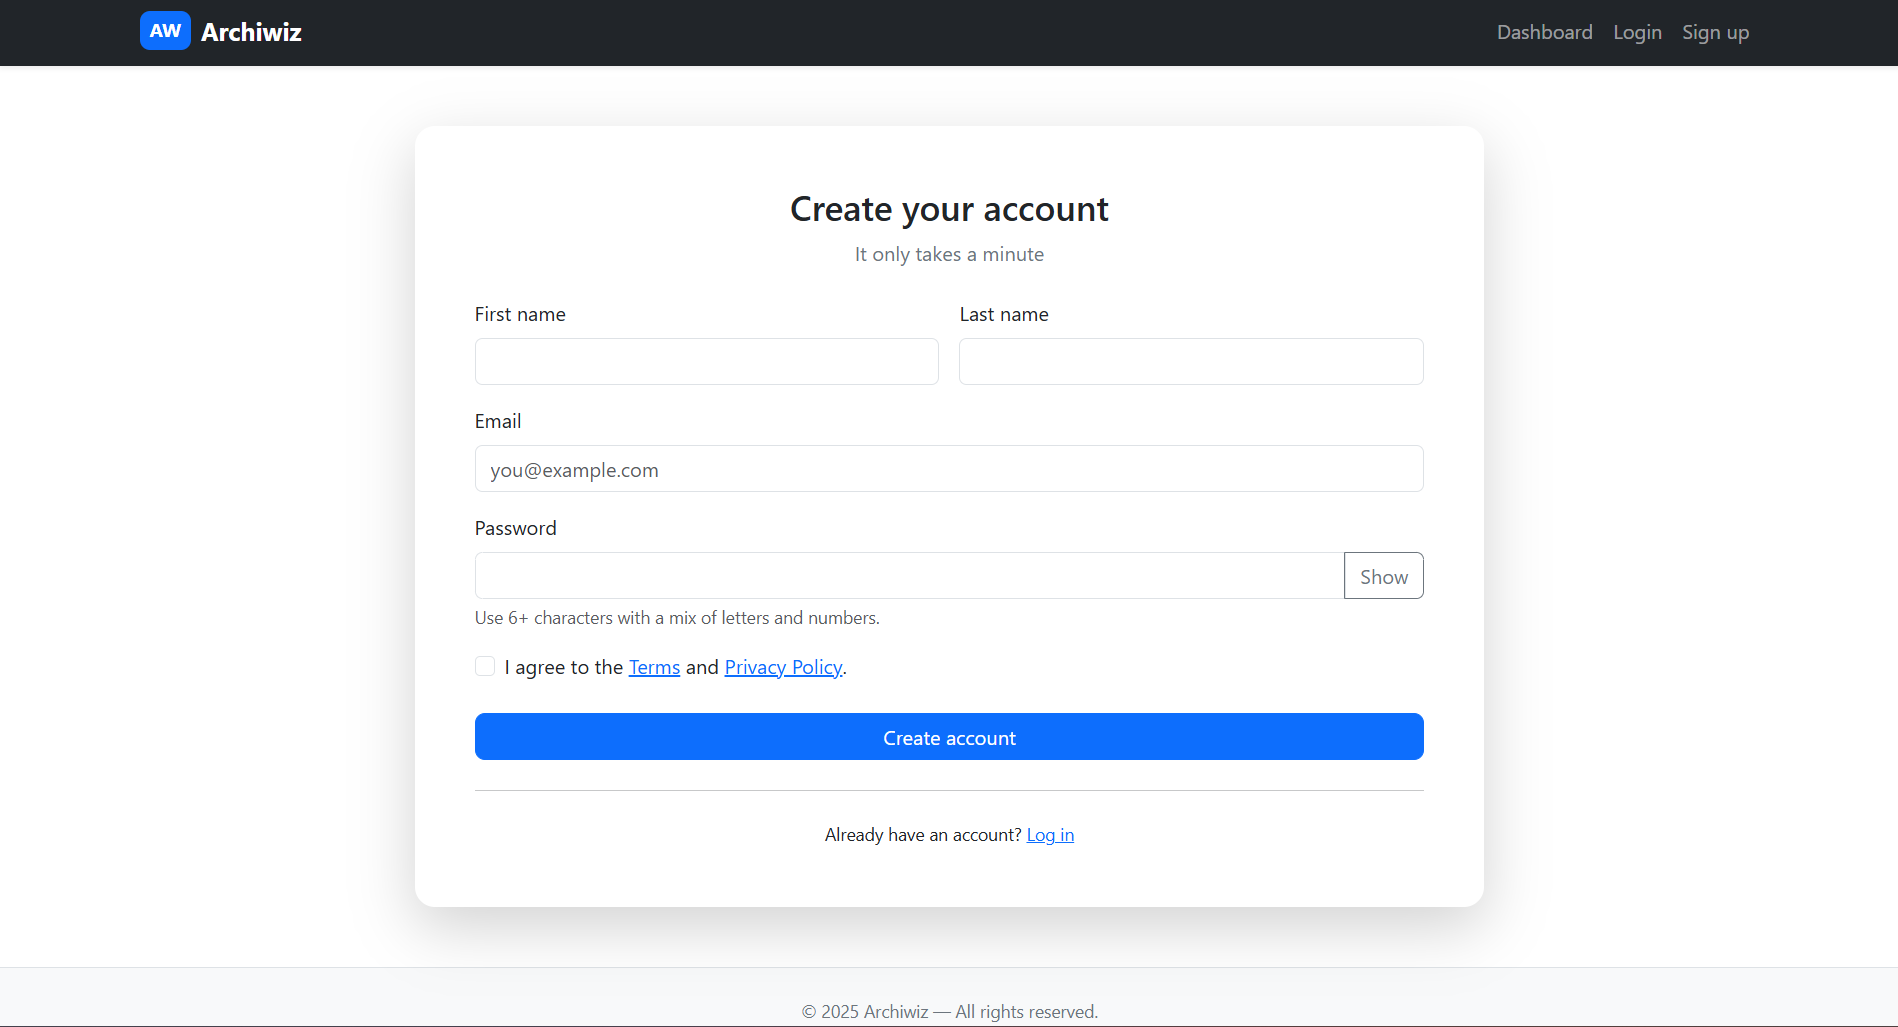 AW Archiwiz Dashboard Login Sign up
Create your account
It only takes a minute
First name Last name
Email
you@example.com
Password
Show
Use 6+ characters with a mix of letters and numbers.
I agree to the Terms and Privacy Policy.
Create account
Already have an account? Log in
© 2025 Archiwiz — All rights reserved.